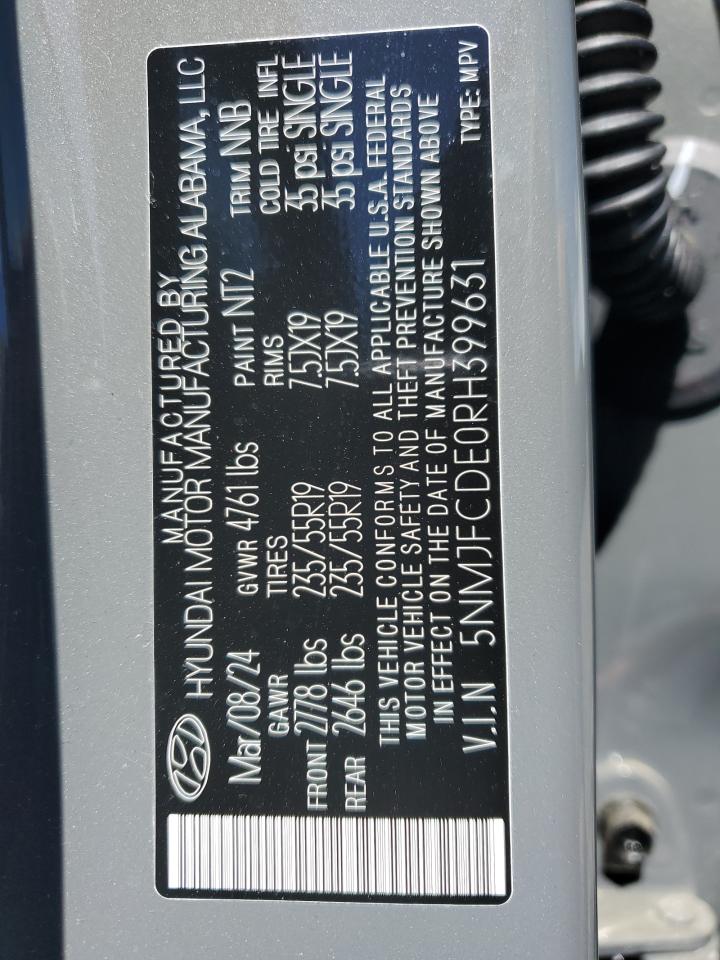 MANUFACTURED BY
HYUNDAI MOTOR MANUFACTURING ALABAMA, LLC
Mar/08/24 GVWR 4761 lbs PAINT NT2 TRIM NNB
GAWR TIRES RIMS COLD TIRE INFL
FRONT 2778 lbs 235/55R19 7.5JX19 35 psi SINGLE
REAR 2646 lbs 235/55R19 7.5JX19 35 psi SINGLE
THIS VEHICLE CONFORMS TO ALL APPLICABLE U.S.A. FEDERAL
MOTOR VEHICLE SAFETY AND THEFT PREVENTION STANDARDS
IN EFFECT ON THE DATE OF MANUFACTURE SHOWN ABOVE
V.I.N 5NMJFCDE0RH399631 TYPE: MPV